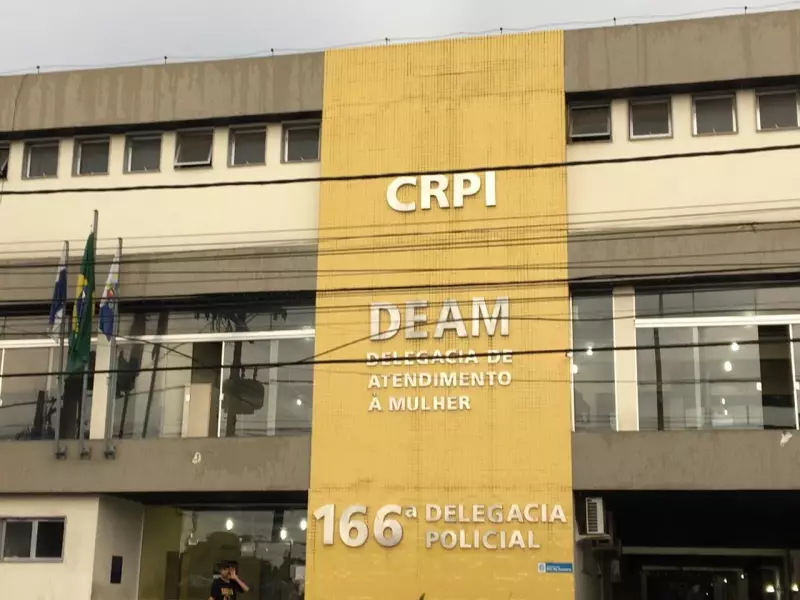 CRPI
DEAM
DELEGACIA DE
ATENDIMENTO
À MULHER
166ª DELEGACIA
POLICIAL